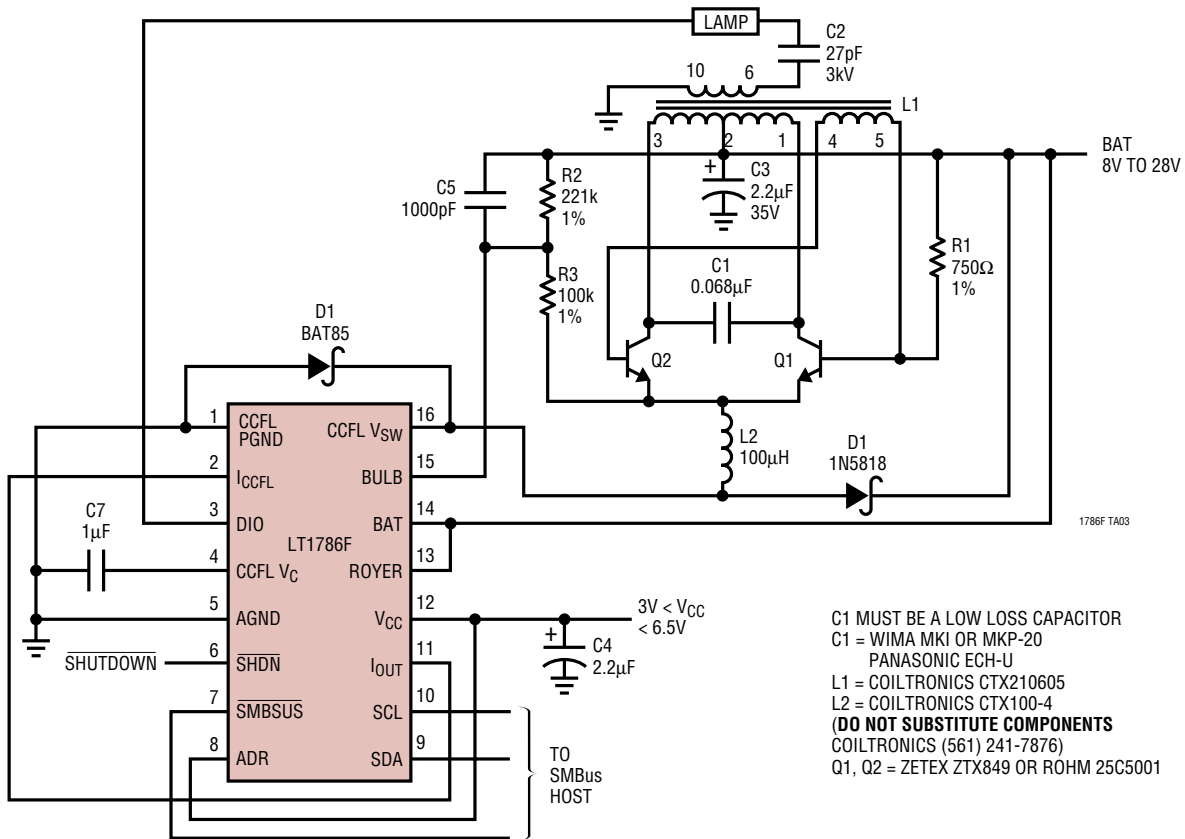 LAMP
C2
27pF
3kV
10
6
L1
3
2
1
4
5
BAT
8V TO 28V
R2
221k
1%
C5
1000pF
+
C3
2.2µF
35V
R1
750Ω
1%
R3
100k
1%
C1
0.068µF
D1
BAT85
Q2
Q1
L2
100µH
D1
1N5818
1
CCFL
PGND
CCFL VSW
16
2
ICCFL
BULB
15
3
DIO
BAT
14
C7
1µF
LT1786F
4
CCFL VC
ROYER
13
5
AGND
VCC
12
3V < VCC
< 6.5V
+
C4
2.2µF
SHUTDOWN
6
SHDN
IOUT
11
7
SMBSUS
SCL
10
8
ADR
SDA
9
TO
SMBus
HOST
1786F TA03
C1 MUST BE A LOW LOSS CAPACITOR
C1 = WIMA MKI OR MKP-20
PANASONIC ECH-U
L1 = COILTRONICS CTX210605
L2 = COILTRONICS CTX100-4
(DO NOT SUBSTITUTE COMPONENTS
COILTRONICS (561) 241-7876)
Q1, Q2 = ZETEX ZTX849 OR ROHM 25C5001